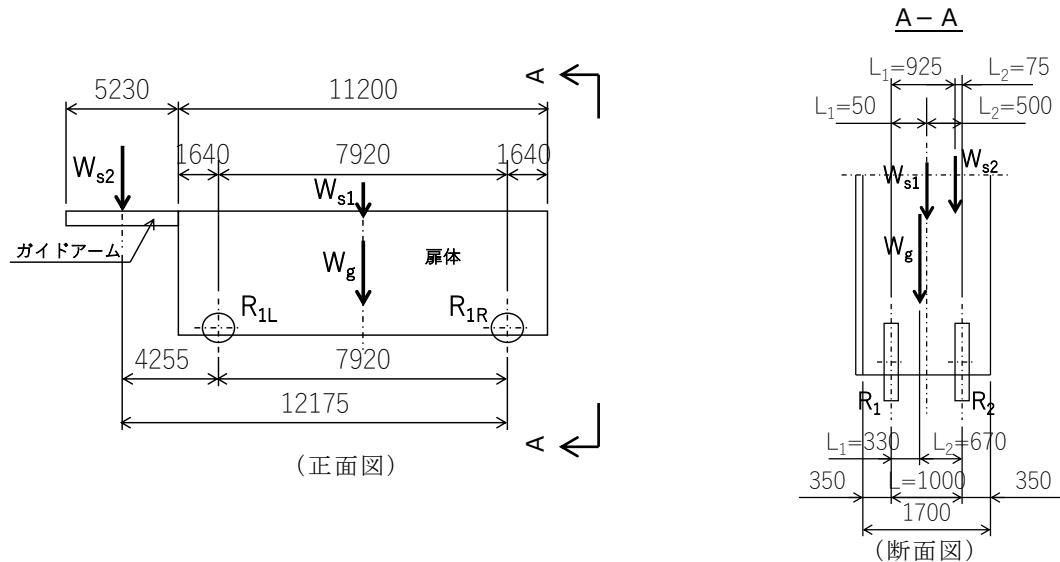 A－A
5230
11200
A
1640
7920
1640
Ws2
Ws1
Wg
ガイドアーム
扉体
R1L
R1R
4255
7920
12175
A
(正面図)
L1=925
L2=75
L1=50
L2=500
Ws1
Ws2
Wg
R1
R2
L1=330
L2=670
350
L=1000
350
1700
(断面図)